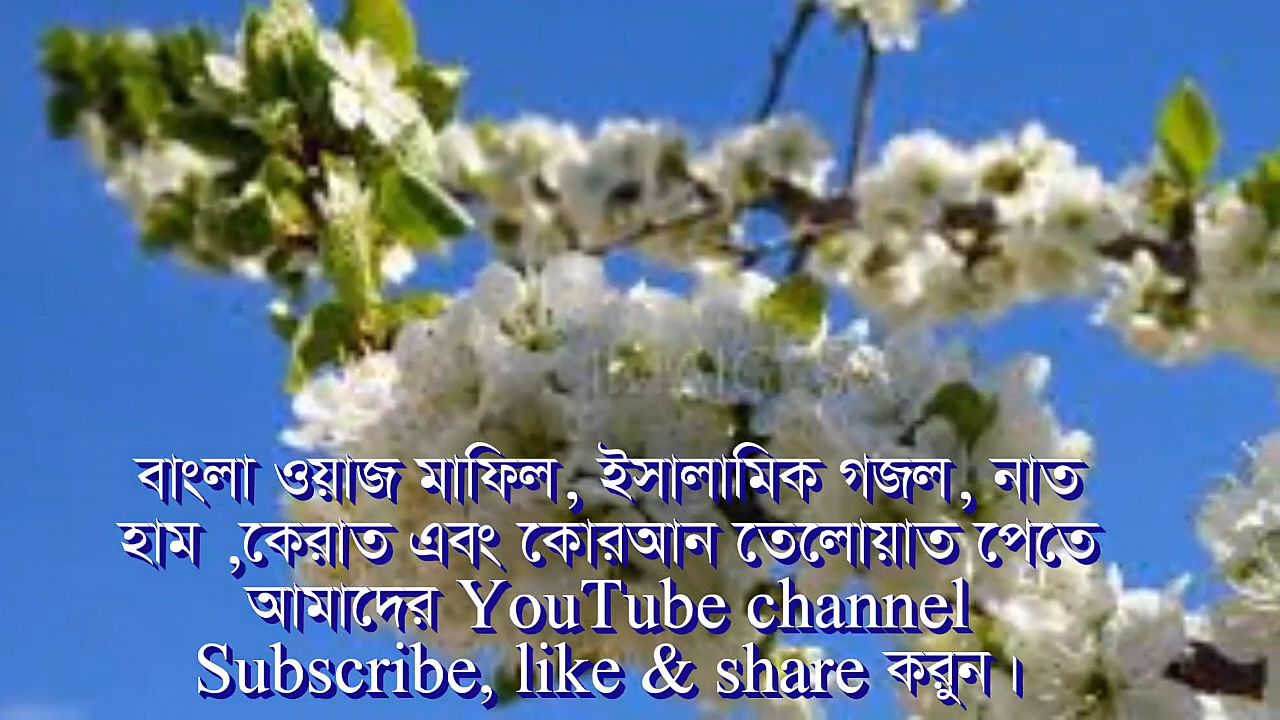 বাংলা ওয়াজ মাফিল, ইসালামিক গজল, নাত
হাম ,কেরাত এবং কোরআন তেলোয়াত পেতে
আমাদের YouTube channel
Subscribe, like & share করুন।